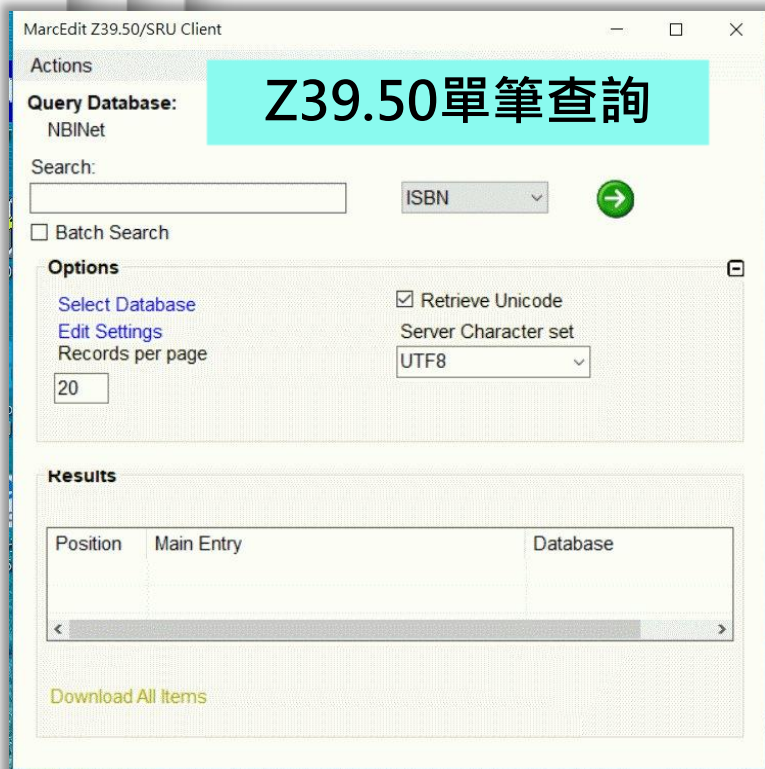 MarcEdit Z39.50/SRU Client
Actions
Z39.50單筆查詢
Query Database:
NBINet
Search:
ISBN
Batch Search
Options
Select Database
Retrieve Unicode
Edit Settings
Server Character set
Records per page
UTF8
20
Results
Position Main Entry Database
Download All Items